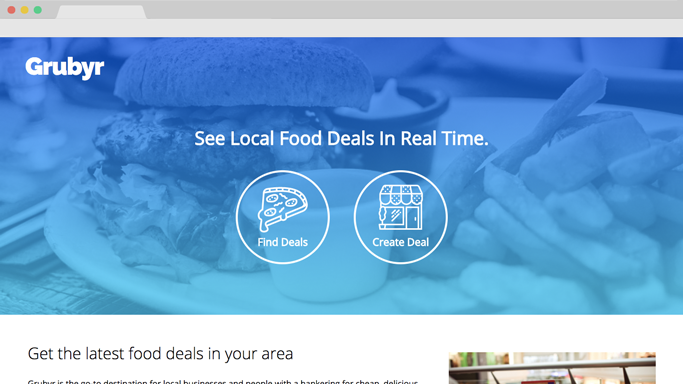 Grubyr
See Local Food Deals In Real Time.
Find Deals
Create Deal
Get the latest food deals in your area
Grubyr is the go-to destination for local businesses and people with a hankering for cheap, delicious